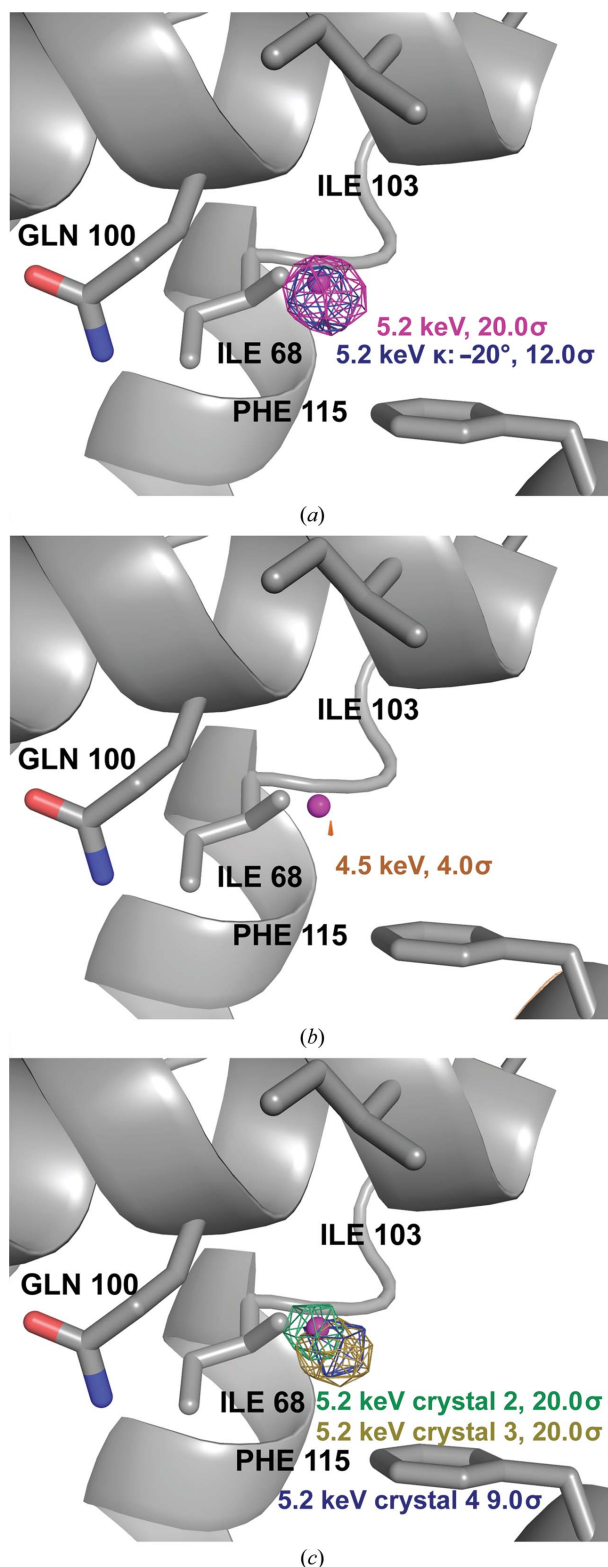 ILE 103
GLN 100
5.2 keV, 20.0σ
ILE 68 5.2 keV κ: –20°, 12.0σ
PHE 115
(a)
ILE 103
GLN 100
ILE 68 4.5 keV, 4.0σ
PHE 115
(b)
ILE 103
GLN 100
ILE 68 5.2 keV crystal 2, 20.0σ
5.2 keV crystal 3, 20.0σ
PHE 115
5.2 keV crystal 4 9.0σ
(c)